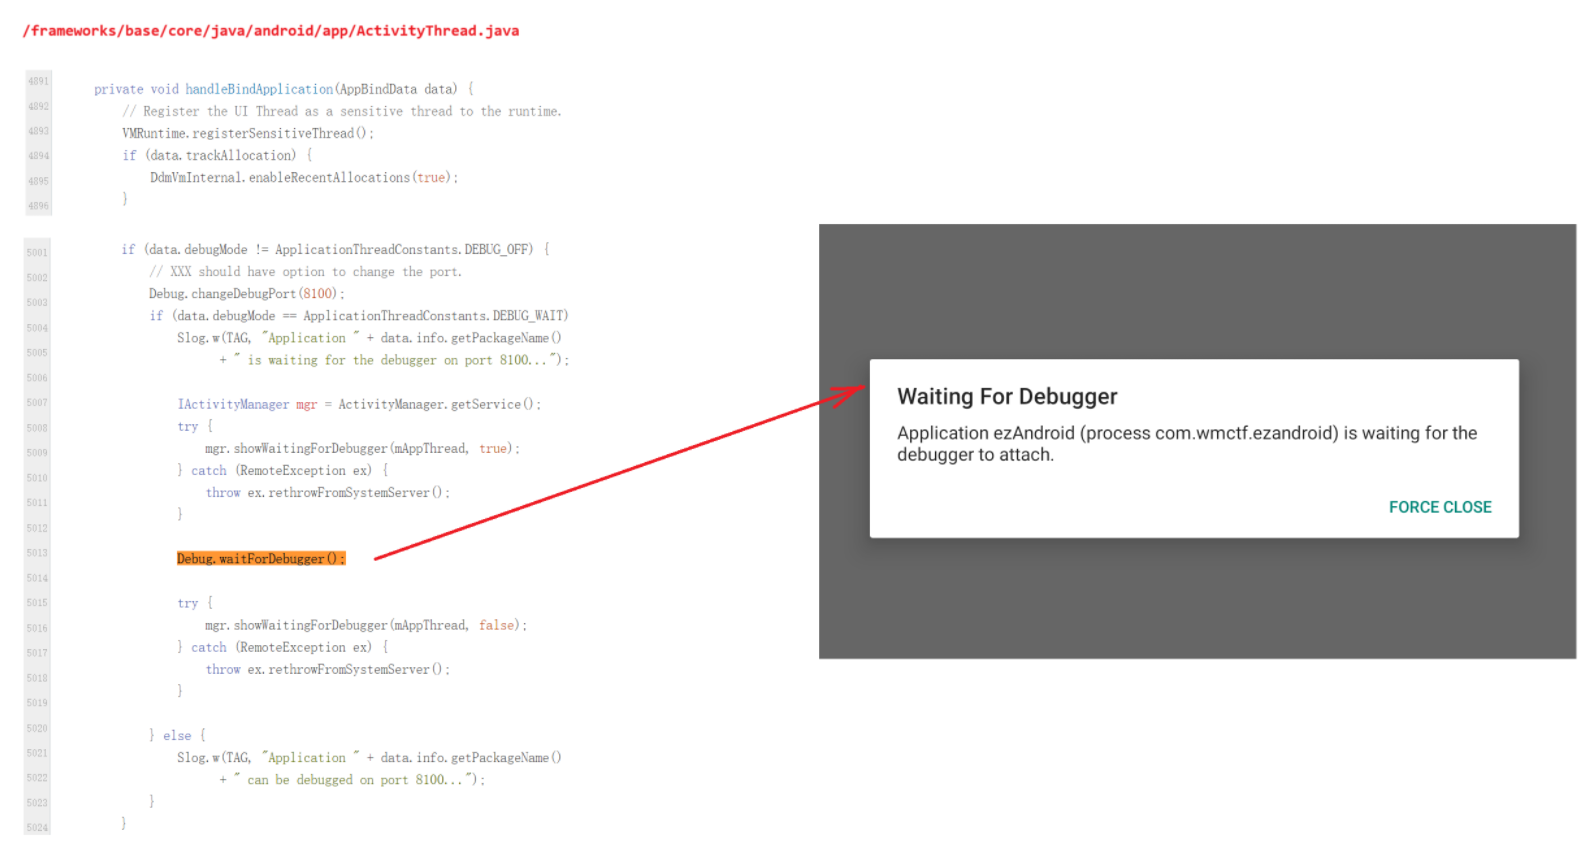 /frameworks/base/core/java/android/app/ActivityThread.java
4891 private void handleBindApplication(AppBindData data) {
4892 // Register the UI Thread as a sensitive thread to the runtime.
4893 VMRuntime.registerSensitiveThread();
4894 if (data.trackAllocation) {
4895 DdmVmInternal.enableRecentAllocations(true);
4896 }
5001 if (data.debugMode != ApplicationThreadConstants.DEBUG_OFF) {
5002 // XXX should have option to change the port.
5003 Debug.changeDebugPort(8100);
5004 if (data.debugMode == ApplicationThreadConstants.DEBUG_WAIT)
5005 Slog.w(TAG, "Application " + data.info.getPackageName()
5006 + " is waiting for the debugger on port 8100...");
5007
5008 IActivityManager mgr = ActivityManager.getService();
5009 try {
5010 mgr.showWaitingForDebugger(mAppThread, true);
5011 } catch (RemoteException ex) {
5012 throw ex.rethrowFromSystemServer();
5013 }
5014
5015 Debug.waitForDebugger();
5016
5017 try {
5018 mgr.showWaitingForDebugger(mAppThread, false);
5019 } catch (RemoteException ex) {
5020 throw ex.rethrowFromSystemServer();
5021 }
5022
5023 } else {
5024 Slog.w(TAG, "Application " + data.info.getPackageName()
+ " can be debugged on port 8100...");
}
}
Waiting For Debugger
Application ezAndroid (process com.wmctf.ezandroid) is waiting for the
debugger to attach.
FORCE CLOSE